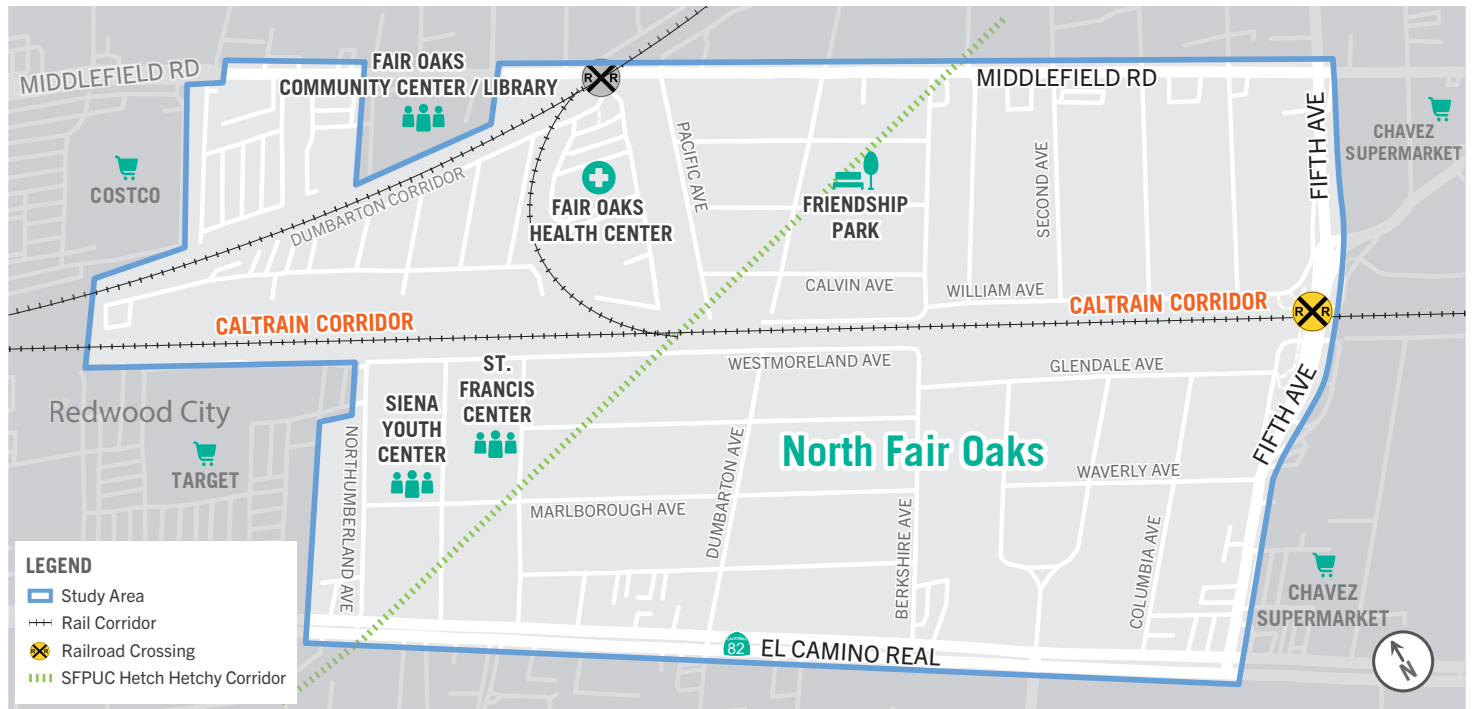 MIDDLEFIELD RD
FAIR OAKS
COMMUNITY CENTER / LIBRARY
R R
MIDDLEFIELD RD
COSTCO
DUMBARTON CORRIDOR
FAIR OAKS
HEALTH CENTER
PACIFIC AVE
FRIENDSHIP
PARK
SECOND AVE
FIFTH AVE
CHAVEZ
SUPERMARKET
CALVIN AVE
WILLIAM AVE
CALTRAIN CORRIDOR
CALTRAIN CORRIDOR
R R
WESTMORELAND AVE
GLENDALE AVE
Redwood City
TARGET
NORTHUMBERLAND AVE
SIENA
YOUTH
CENTER
ST.
FRANCIS
CENTER
MARLBOROUGH AVE
DUMBARTON AVE
North Fair Oaks
BERKSHIRE AVE
WAVERLY AVE
COLUMBIA AVE
FIFTH AVE
CHAVEZ
SUPERMARKET
CALIFORNIA
82
EL CAMINO REAL
N
LEGEND
Study Area
Rail Corridor
R R
Railroad Crossing
SFPUC Hetch Hetchy Corridor